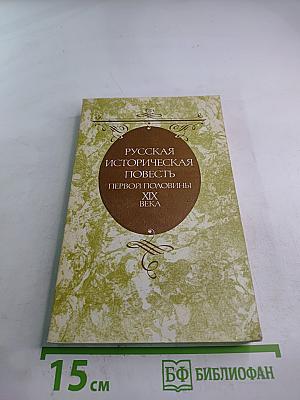 РУССКАЯ
ИСТОРИЧЕСКАЯ
ПОВЕСТЬ
ПЕРВОЙ ПОЛОВИНЫ
XIX
ВЕКА
15 см
БФ БИБЛИОФАН